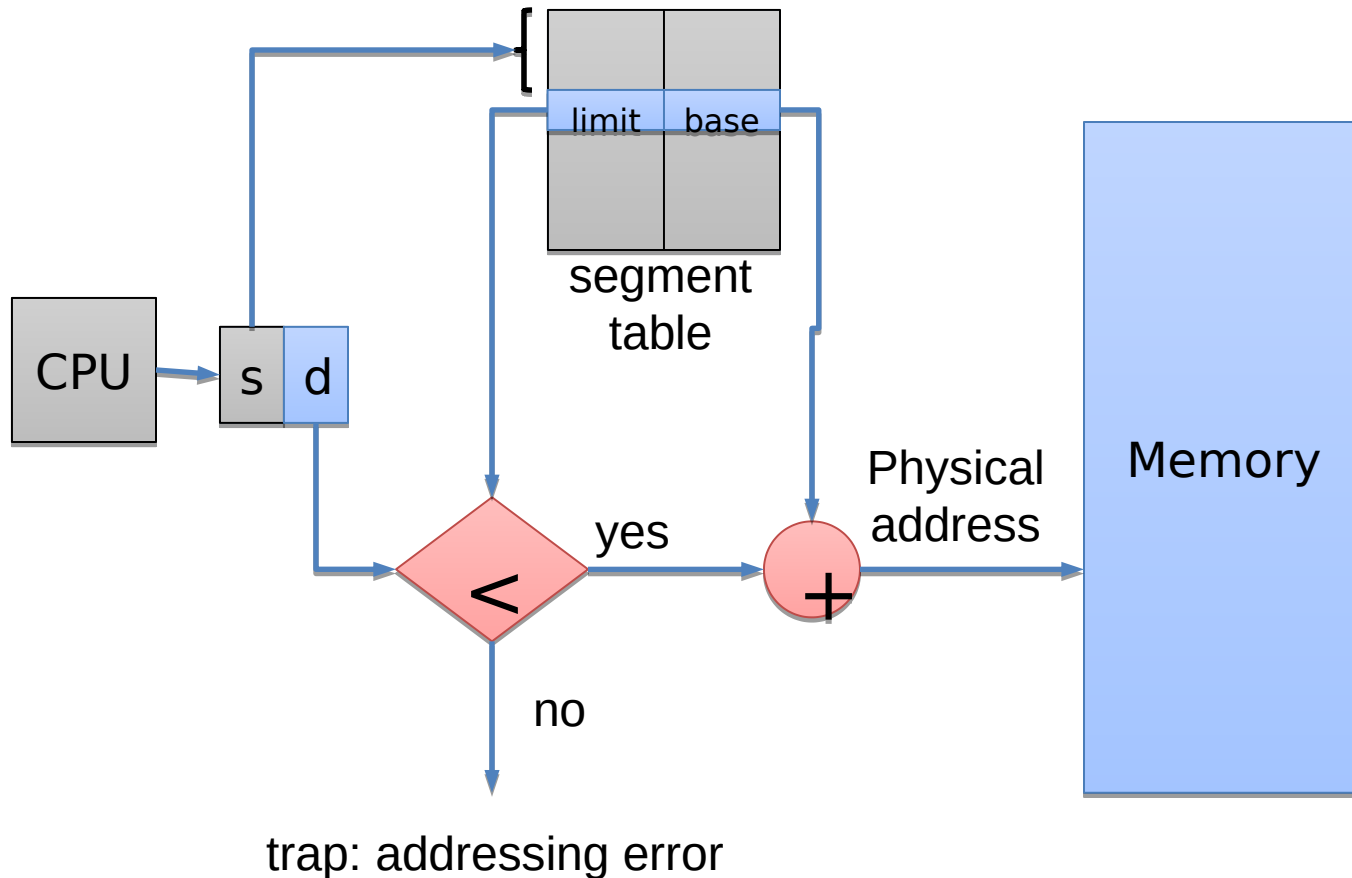 limit base
segment
table
CPU
s d
Memory
Physical
address
yes
<
+
no
trap: addressing error